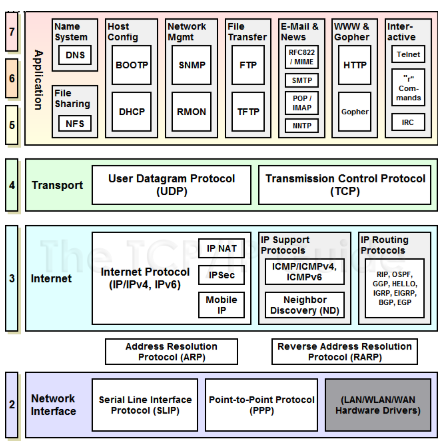 7
6
5
Application
Name
System
DNS
File
Sharing
NFS
Host
Config
BOOTP
DHCP
Network
Mgmt
SNMP
RMON
File
Transfer
FTP
TFTP
E-Mail &
News
RFC822
/ MIME
SMTP
POP /
IMAP
NNTP
WWW &
Gopher
HTTP
Gopher
Inter-
active
Telnet
"r"
Com-
mands
IRC
4
Transport
User Datagram Protocol
(UDP)
Transmission Control Protocol
(TCP)
3
Internet
Internet Protocol
(IP/IPv4, IPv6)
IP NAT
IPSec
Mobile
IP
IP Support
Protocols
ICMP/ICMPv4,
ICMPv6
Neighbor
Discovery (ND)
IP Routing
Protocols
RIP, OSPF,
GGP, HELLO,
IGRP, EIGRP,
BGP, EGP
Address Resolution
Protocol (ARP)
Reverse Address Resolution
Protocol (RARP)
2
Network
Interface
Serial Line Interface
Protocol (SLIP)
Point-to-Point Protocol
(PPP)
(LAN/WLAN/WAN
Hardware Drivers)